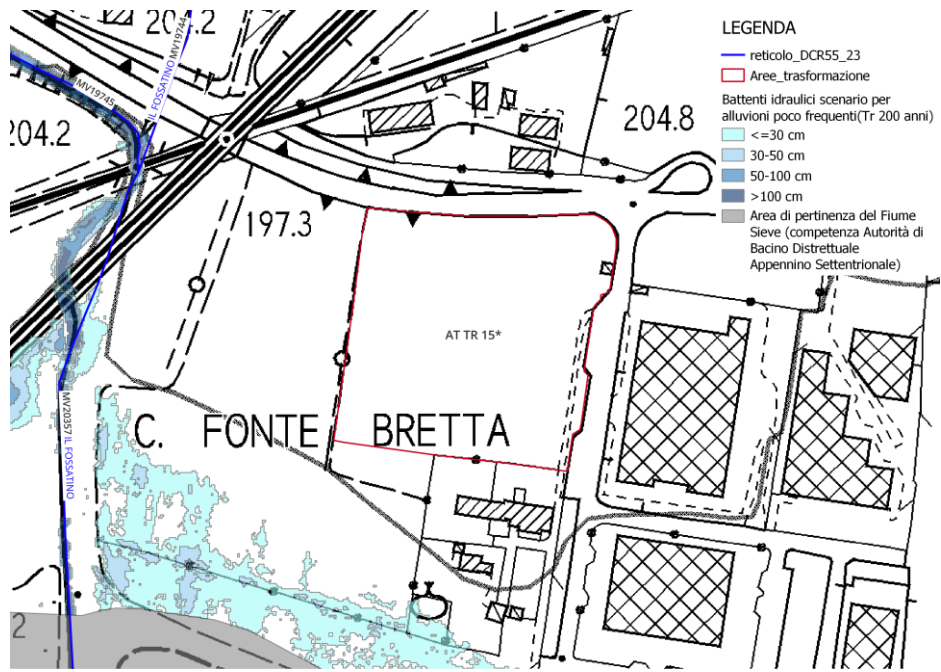 204.2
IL FOSSATINO MV19744
MV19745
204.2
204.8
197.3
AT TR 15*
C. FONTE BRETTA
MV20357 IL FOSSATINO
2
LEGENDA
reticolo_DCR55_23
Aree_trasformazione
Battenti idraulici scenario per
alluvioni poco frequenti(Tr 200 anni)
<=30 cm
30-50 cm
50-100 cm
>100 cm
Area di pertinenza del Fiume
Sieve (competenza Autorità di
Bacino Distrettuale
Appennino Settentrionale)